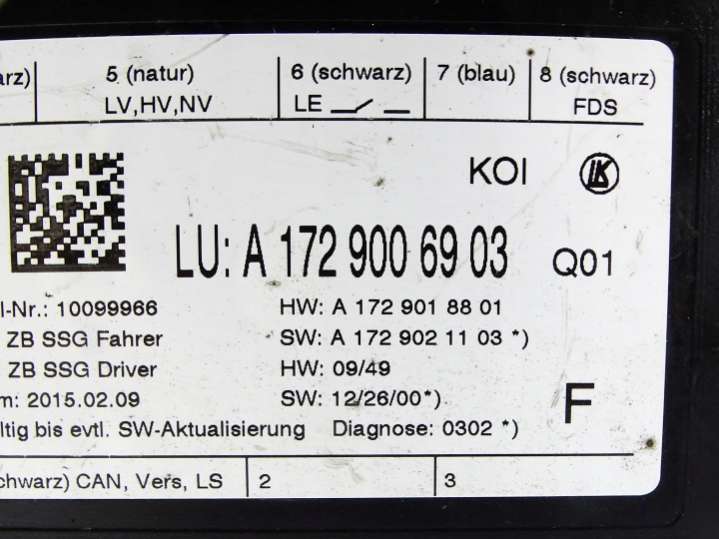 arz) 5 (natur) 6 (schwarz) 7 (blau) 8 (schwarz)
LV,HV,NV LE FDS
KOI LK
LU: A 172 900 69 03 Q01
l-Nr.: 10099966 HW: A 172 901 88 01
ZB SSG Fahrer SW: A 172 902 11 03 *)
ZB SSG Driver HW: 09/49
m: 2015.02.09 SW: 12/26/00*) F
ltig bis evtl. SW-Aktualisierung Diagnose: 0302 *)
chwarz) CAN, Vers, LS 2 3